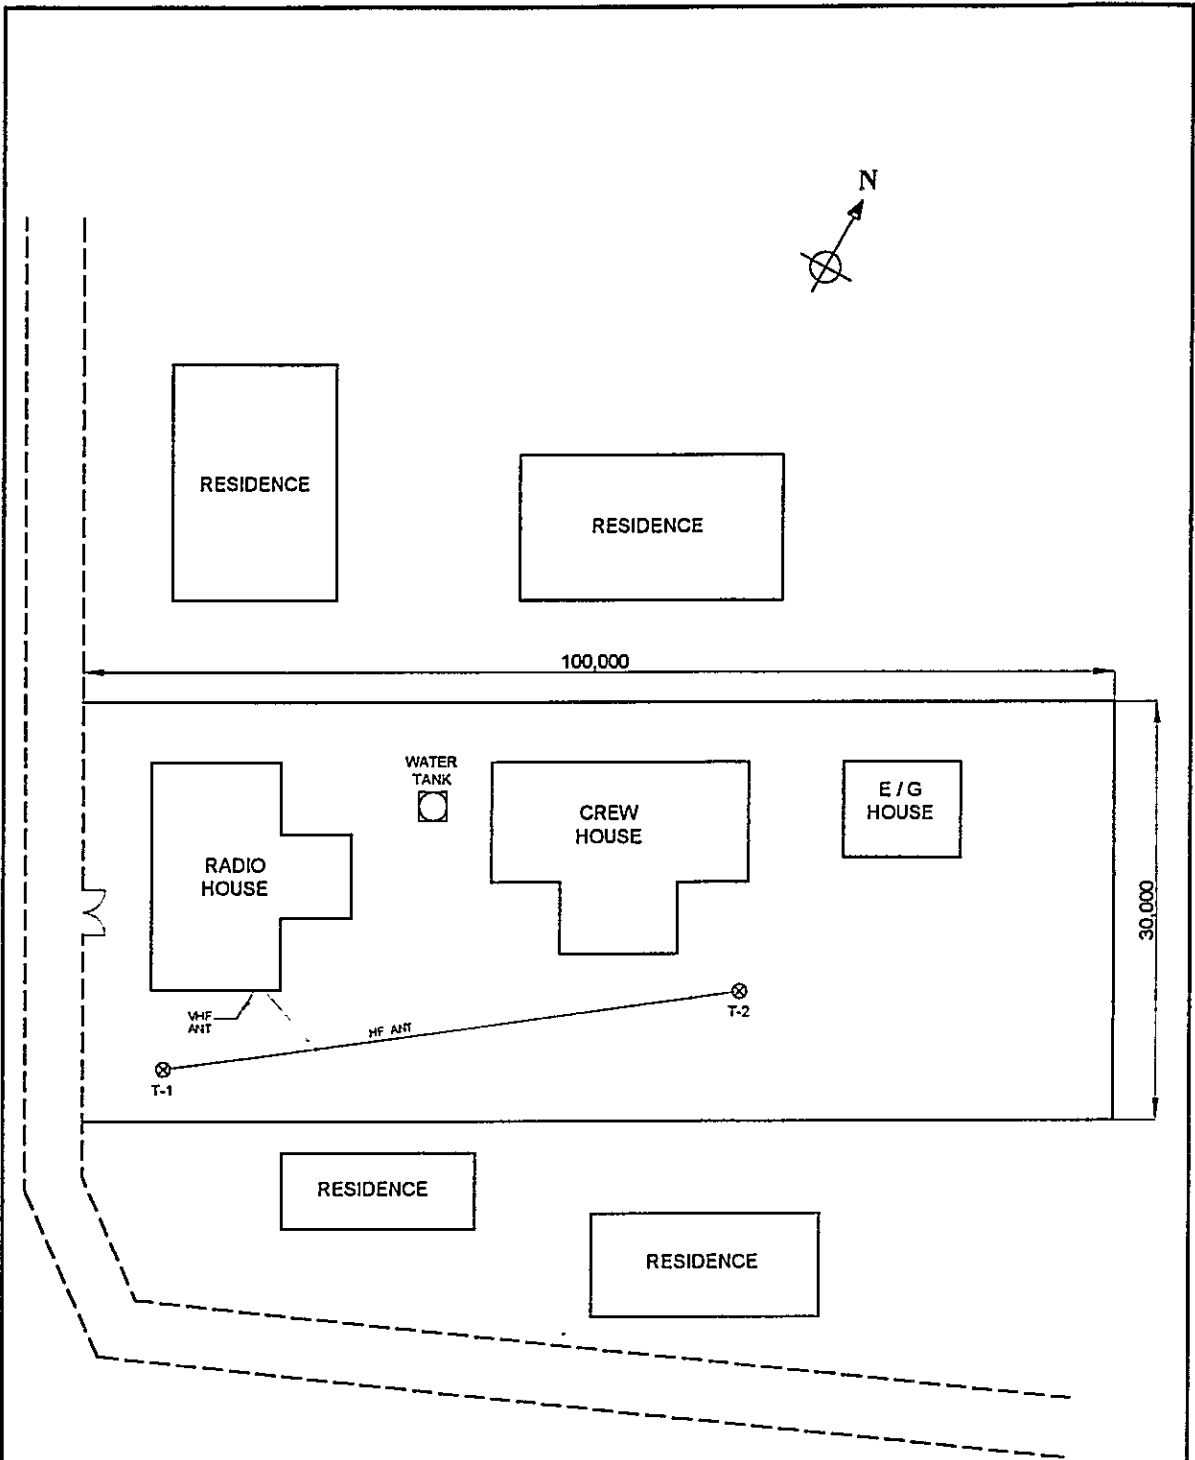 N
RESIDENCE
RESIDENCE
100,000
WATER
TANK
E / G
HOUSE
CREW
HOUSE
RADIO
HOUSE
30,000
VHF
ANT
HF ANT
T-2
T-1
RESIDENCE
RESIDENCE